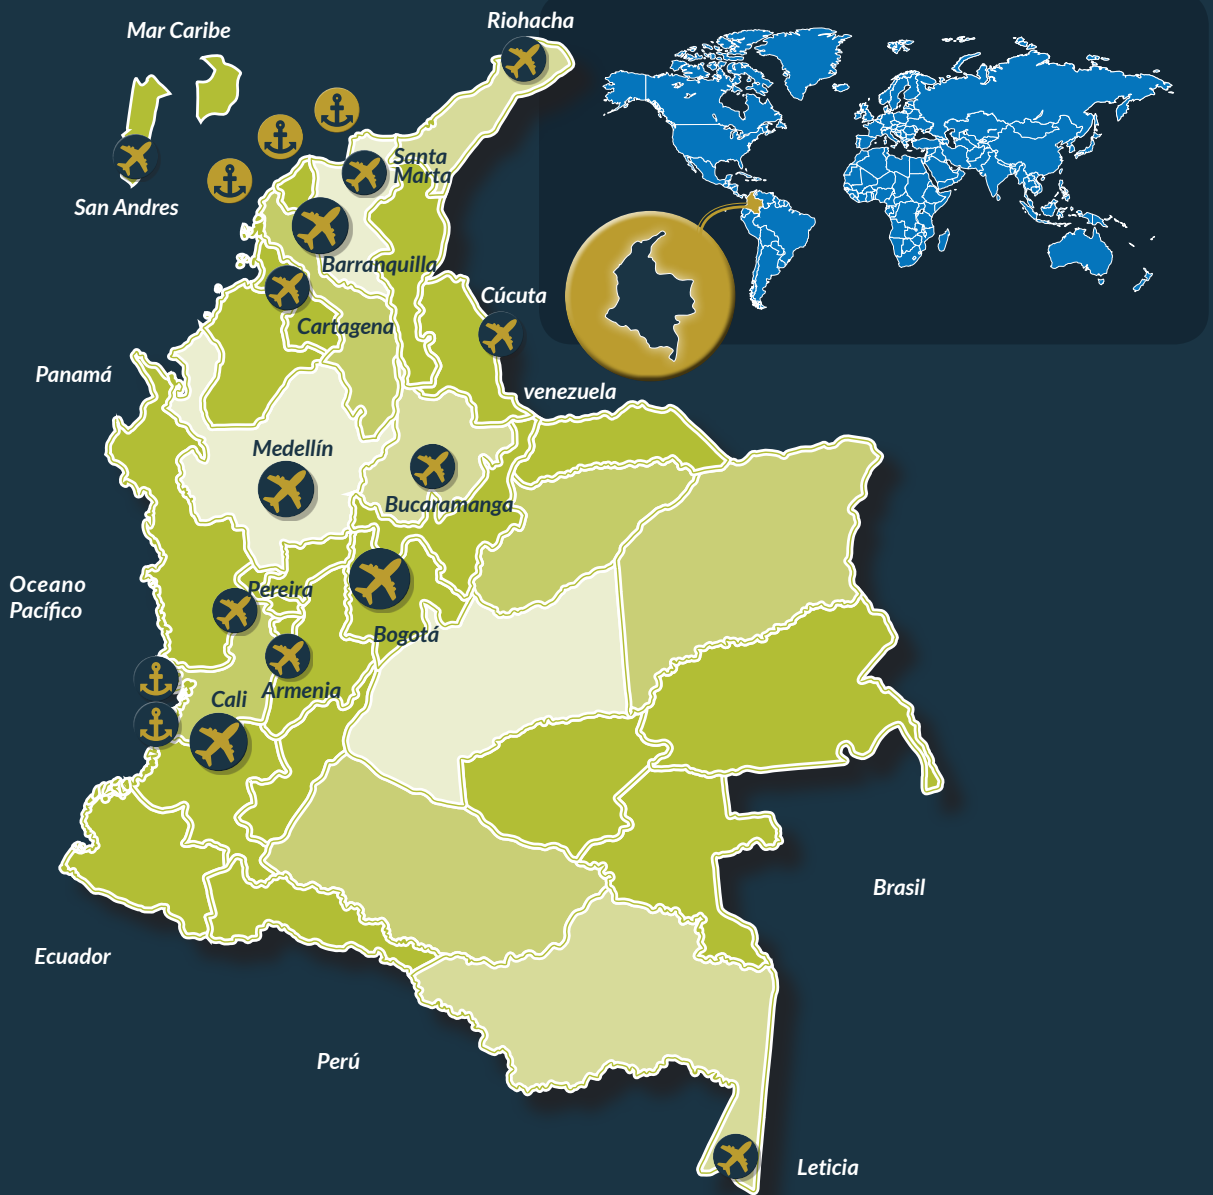 Riohacha
Mar Caribe
Santa
Marta
San Andres
Barranquilla
Cúcuta
Cartagena
Panamá
venezuela
Medellín
Bucaramanga
Oceano
Pacífico
Pereira
Bogotá
Armenia
Cali
Brasil
Ecuador
Perú
Leticia